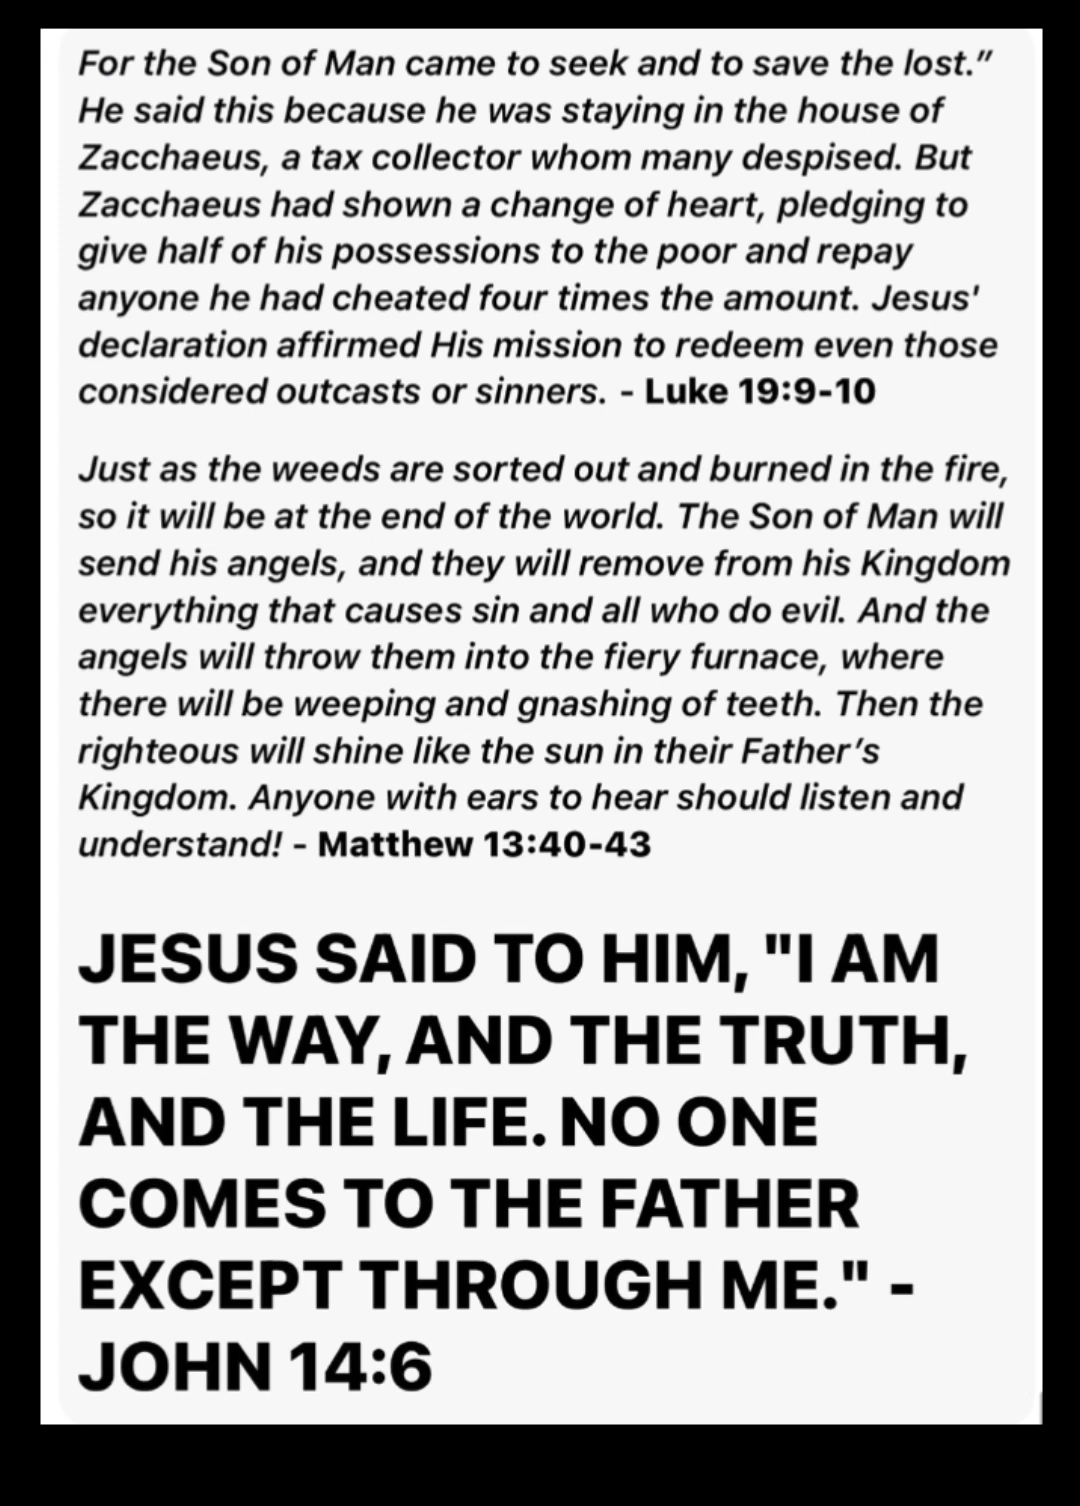 For the Son of Man came to seek and to save the lost.”
He said this because he was staying in the house of
Zacchaeus, a tax collector whom many despised. But
Zacchaeus had shown a change of heart, pledging to
give half of his possessions to the poor and repay
anyone he had cheated four times the amount. Jesus'
declaration affirmed His mission to redeem even those
considered outcasts or sinners. - Luke 19:9-10
Just as the weeds are sorted out and burned in the fire,
so it will be at the end of the world. The Son of Man will
send his angels, and they will remove from his Kingdom
everything that causes sin and all who do evil. And the
angels will throw them into the fiery furnace, where
there will be weeping and gnashing of teeth. Then the
righteous will shine like the sun in their Father’s
Kingdom. Anyone with ears to hear should listen and
understand! - Matthew 13:40-43
JESUS SAID TO HIM, "I AM
THE WAY, AND THE TRUTH,
AND THE LIFE. NO ONE
COMES TO THE FATHER
EXCEPT THROUGH ME." -
JOHN 14:6